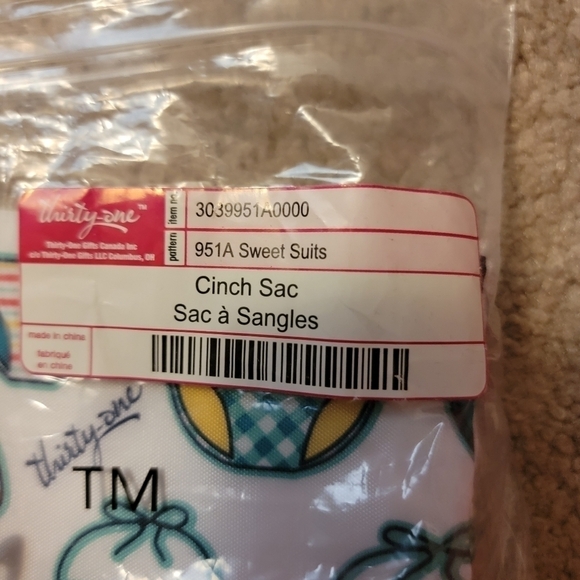 thirty-one™
item no.
3039951A0000
Thirty-One Gifts Canada Inc
c/o Thirty-One Gifts LLC Columbus, OH
pattern
951A Sweet Suits
Cinch Sac
Sac à Sangles
made in china
fabriqué
en chine
thirty-one
TM